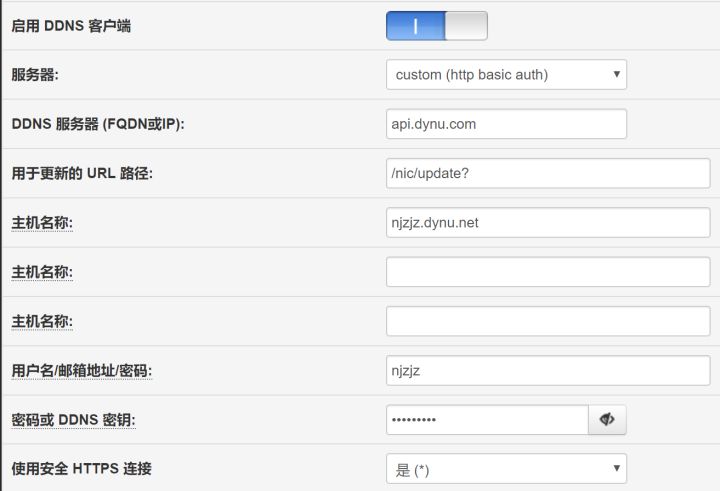 启用 DDNS 客户端
服务器: custom (http basic auth)
DDNS 服务器 (FQDN或IP): api.dynu.com
用于更新的 URL 路径: /nic/update?
主机名称: njzjz.dynu.net
主机名称:
主机名称:
用户名/邮箱地址/密码: njzjz
密码或 DDNS 密钥: •••••••••
使用安全 HTTPS 连接 是 (*)